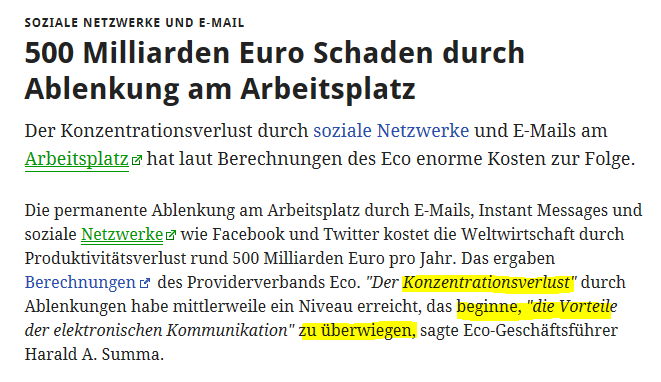 SOZIALE NETZWERKE UND E-MAIL
500 Milliarden Euro Schaden durch
Ablenkung am Arbeitsplatz
Der Konzentrationsverlust durch soziale Netzwerke und E-Mails am
Arbeitsplatz hat laut Berechnungen des Eco enorme Kosten zur Folge.
Die permanente Ablenkung am Arbeitsplatz durch E-Mails, Instant Messages und
soziale Netzwerke wie Facebook und Twitter kostet die Weltwirtschaft durch
Produktivitätsverlust rund 500 Milliarden Euro pro Jahr. Das ergaben
Berechnungen des Providerverbands Eco. "Der Konzentrationsverlust" durch
Ablenkungen habe mittlerweile ein Niveau erreicht, das beginne, "die Vorteile
der elektronischen Kommunikation" zu überwiegen, sagte Eco-Geschäftsführer
Harald A. Summa.